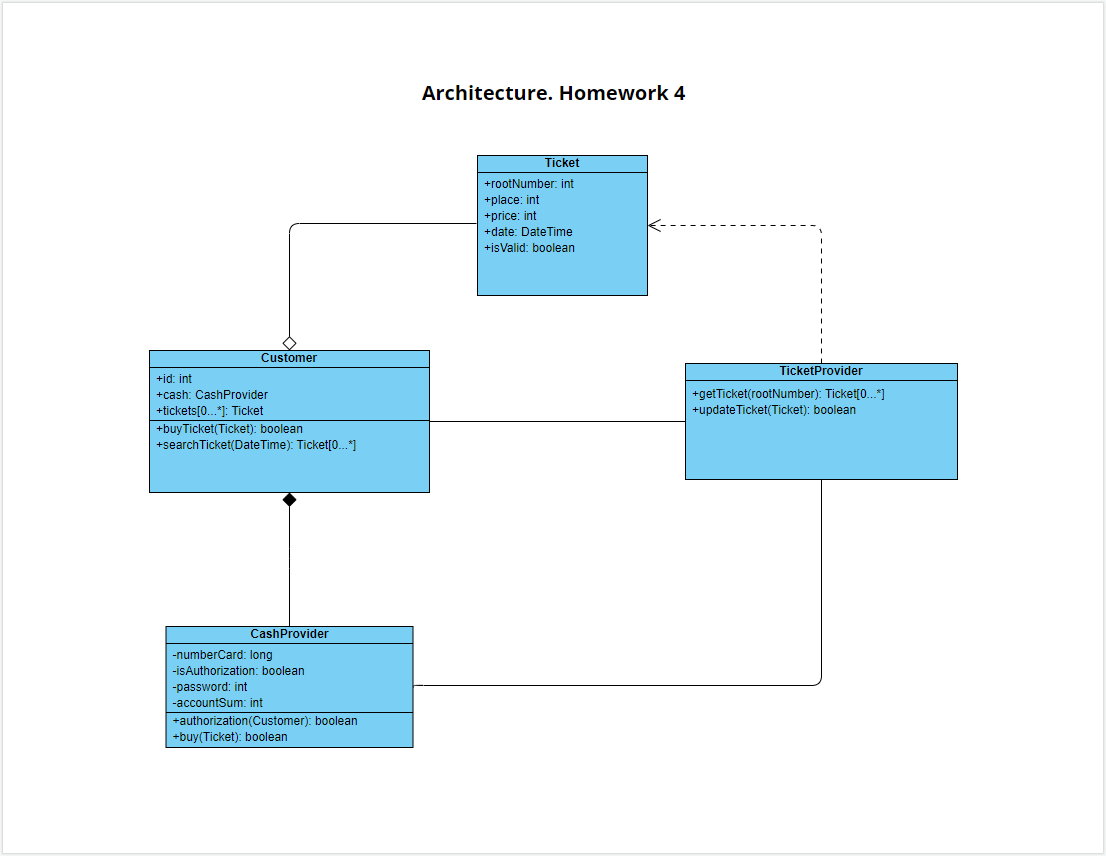 Architecture. Homework 4
Ticket
+rootNumber: int
+place: int
+price: int
+date: DateTime
+isValid: boolean
Customer
+id: int
+cash: CashProvider
+tickets[0...*]: Ticket
+buyTicket(Ticket): boolean
+searchTicket(DateTime): Ticket[0...*]
TicketProvider
+getTicket(rootNumber): Ticket[0...*]
+updateTicket(Ticket): boolean
CashProvider
-numberCard: long
-isAuthorization: boolean
-password: int
-accountSum: int
+authorization(Customer): boolean
+buy(Ticket): boolean